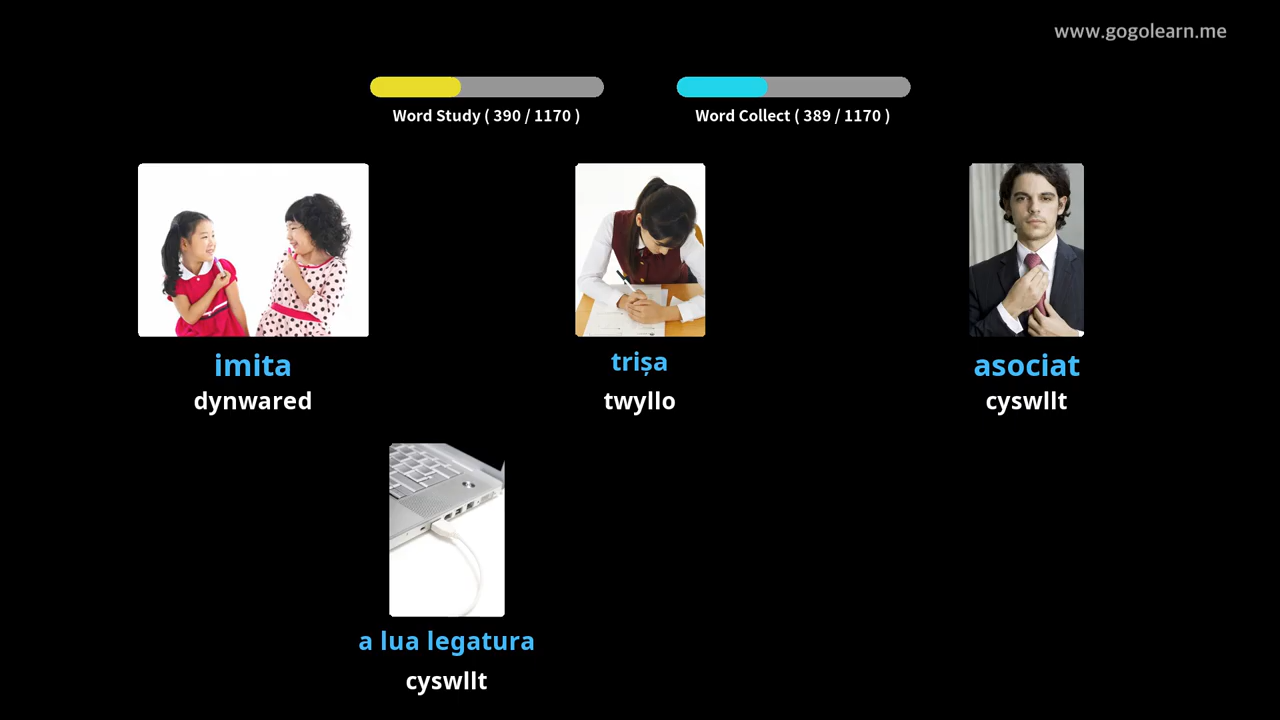 www.gogolearn.me
Word Study ( 390 / 1170 )
Word Collect ( 389 / 1170 )
imita
trișa
asociat
dynwared
twyllo
cyswllt
a lua legatura
cyswllt